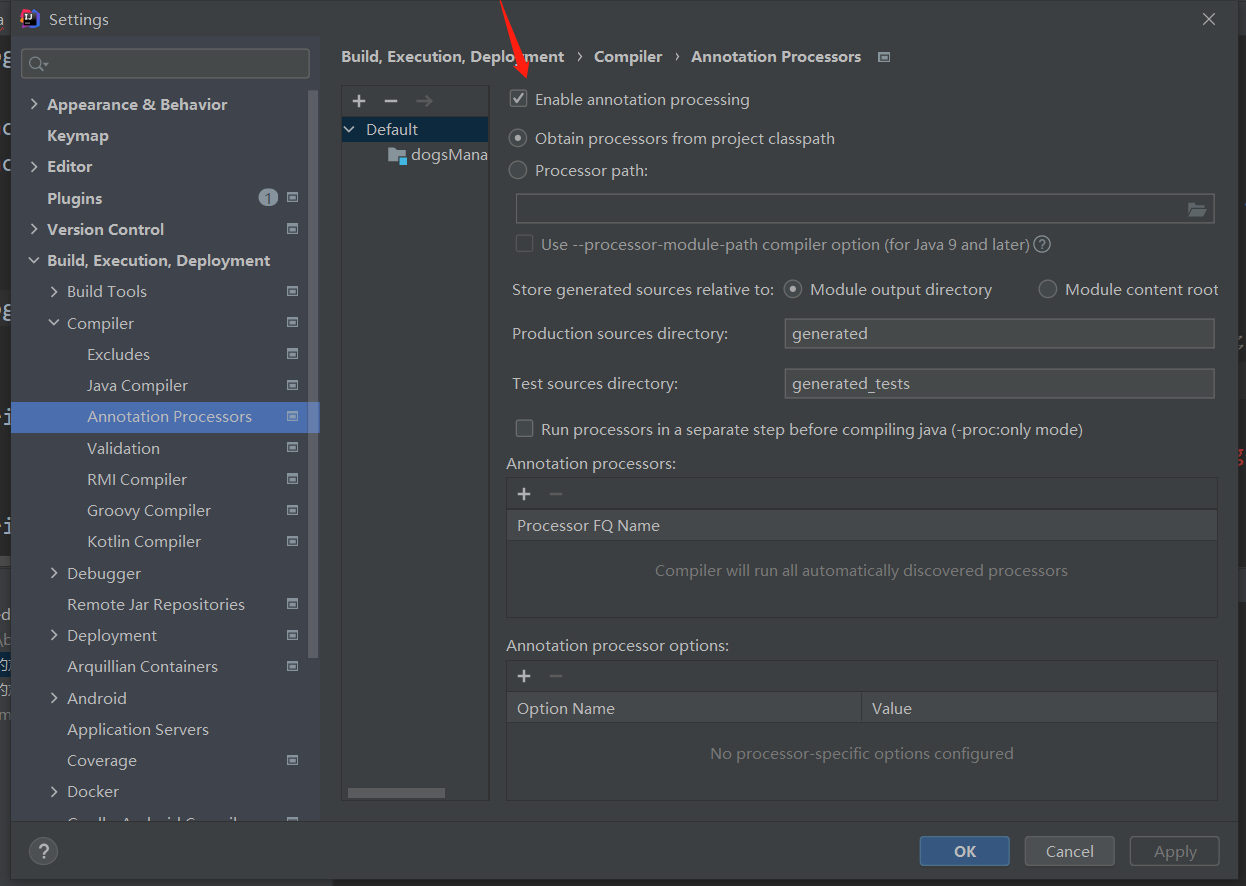 Settings
Build, Execution, Deployment › Compiler › Annotation Processors
Appearance & Behavior
Keymap
Editor
Plugins 1
Version Control
Build, Execution, Deployment
Build Tools
Compiler
Excludes
Java Compiler
Annotation Processors
Validation
RMI Compiler
Groovy Compiler
Kotlin Compiler
Debugger
Remote Jar Repositories
Deployment
Arquillian Containers
Android
Application Servers
Coverage
Docker
Default
dogsMana
Enable annotation processing
Obtain processors from project classpath
Processor path:
Use --processor-module-path compiler option (for Java 9 and later) ?
Store generated sources relative to: Module output directory Module content root
Production sources directory: generated
Test sources directory: generated_tests
Run processors in a separate step before compiling java (-proc:only mode)
Annotation processors:
Processor FQ Name
Compiler will run all automatically discovered processors
Annotation processor options:
Option Name Value
No processor-specific options configured
? OK Cancel Apply